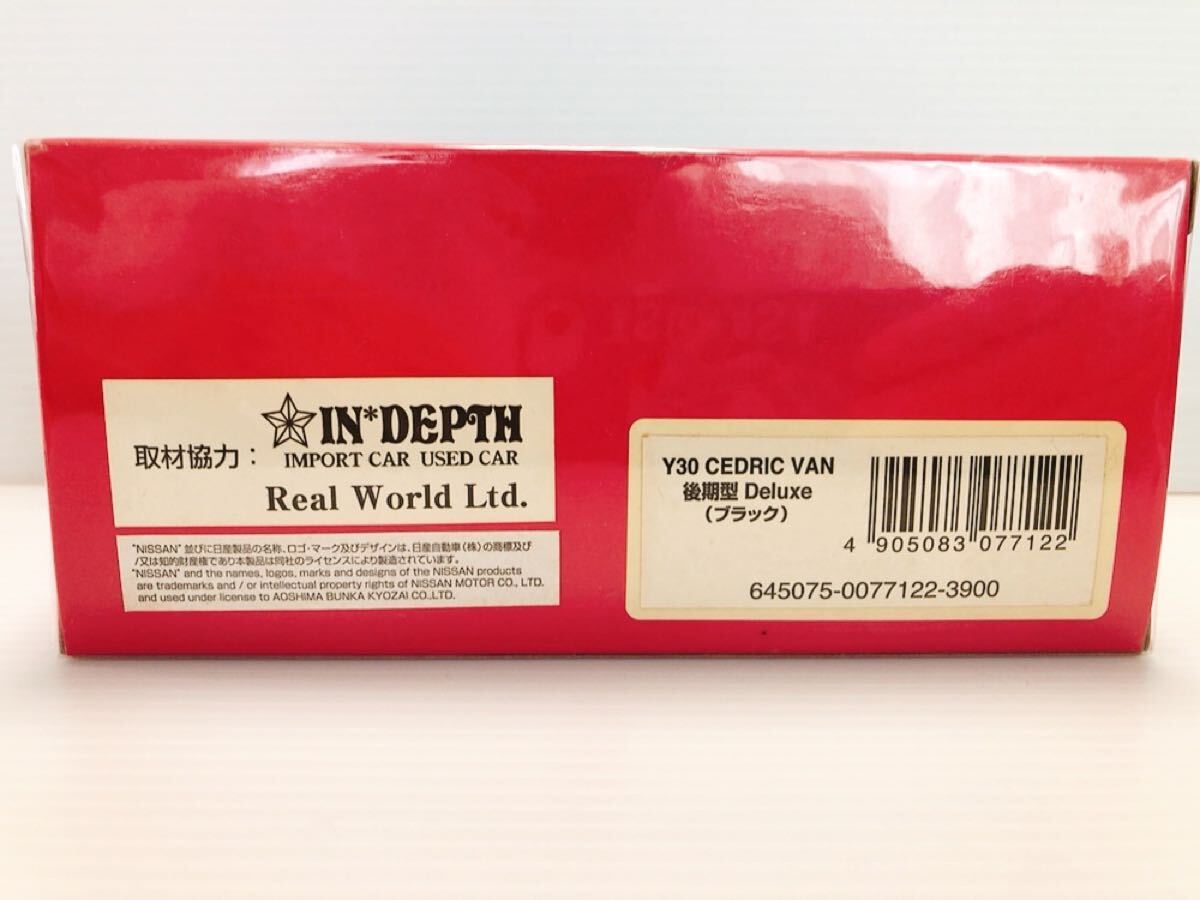 取材協力：
IN*DEPTH
IMPORT CAR USED CAR
Real World Ltd.
"NISSAN" 並びに日産製品の名称、ロゴ・マーク及びデザインは、日産自動車(株)の商標及び
/又は知的財産権であり本製品は同社のライセンスにより製造されています。
"NISSAN" and the names, logos, marks and designs of the NISSAN products
are trademarks and / or intellectual property rights of NISSAN MOTOR CO., LTD.
and used under license to AOSHIMA BUNKA KYOZAI CO.,LTD.
Y30 CEDRIC VAN
後期型 Deluxe
(ブラック)
4 905083 077122
645075-0077122-3900